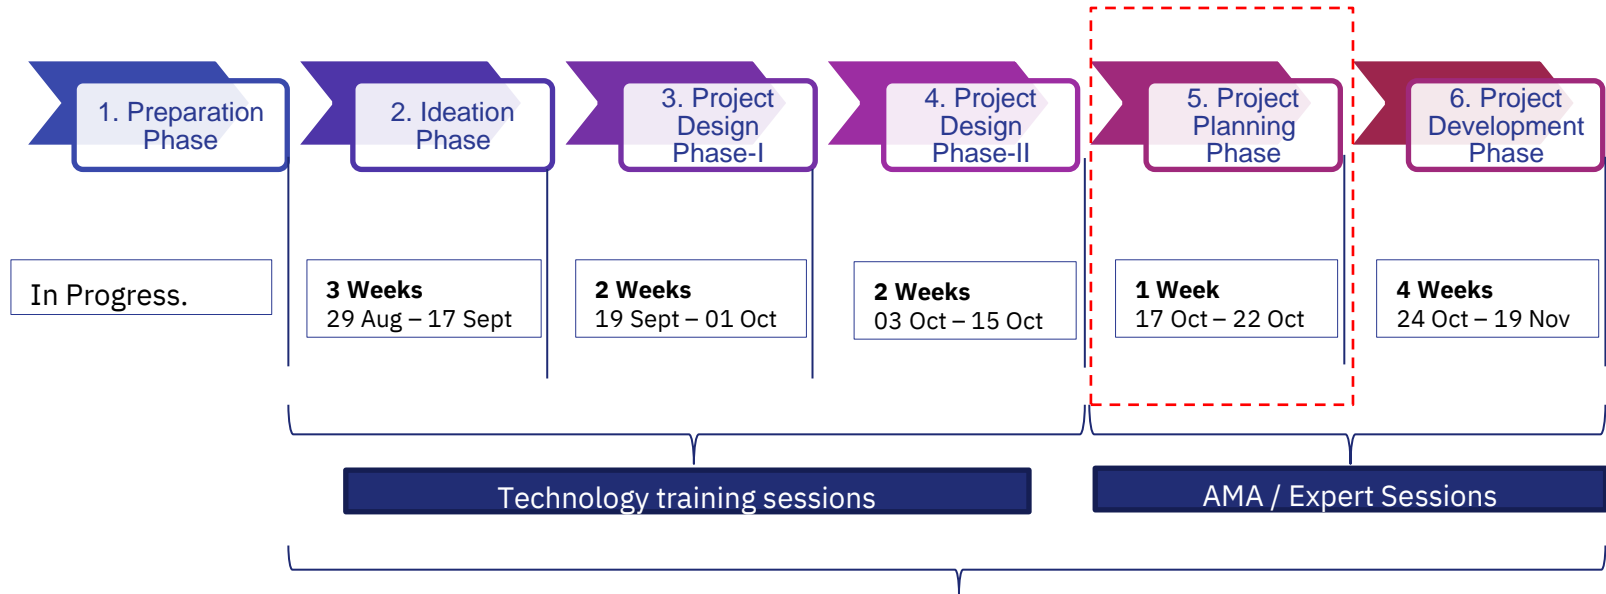 1. Preparation
Phase
2. Ideation
Phase
3. Project
Design
Phase-I
4. Project
Design
Phase-II
5. Project
Planning
Phase
6. Project
Development
Phase
In Progress.
3 Weeks
29 Aug – 17 Sept
2 Weeks
19 Sept – 01 Oct
2 Weeks
03 Oct – 15 Oct
1 Week
17 Oct – 22 Oct
4 Weeks
24 Oct – 19 Nov
Technology training sessions
AMA / Expert Sessions